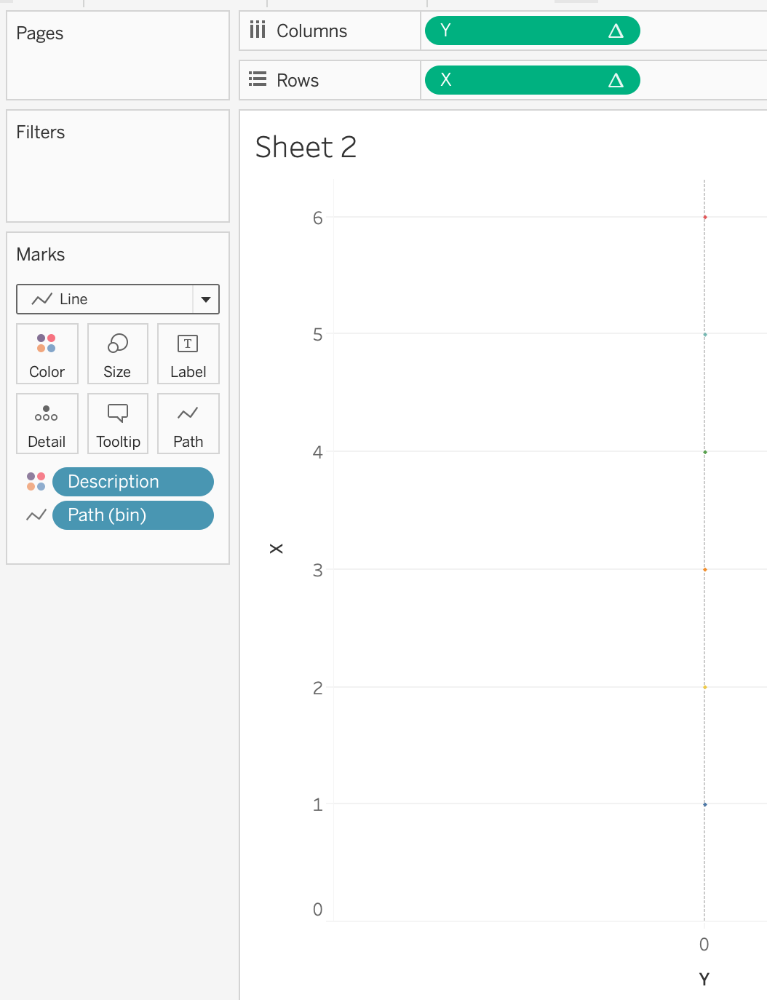 Pages
Columns
Y
Rows
X
Filters
Sheet 2
Marks
Line
Color
Size
T
Label
Detail
Tooltip
Path
Description
Path (bin)
6
5
4
3
2
1
0
X
0
Y